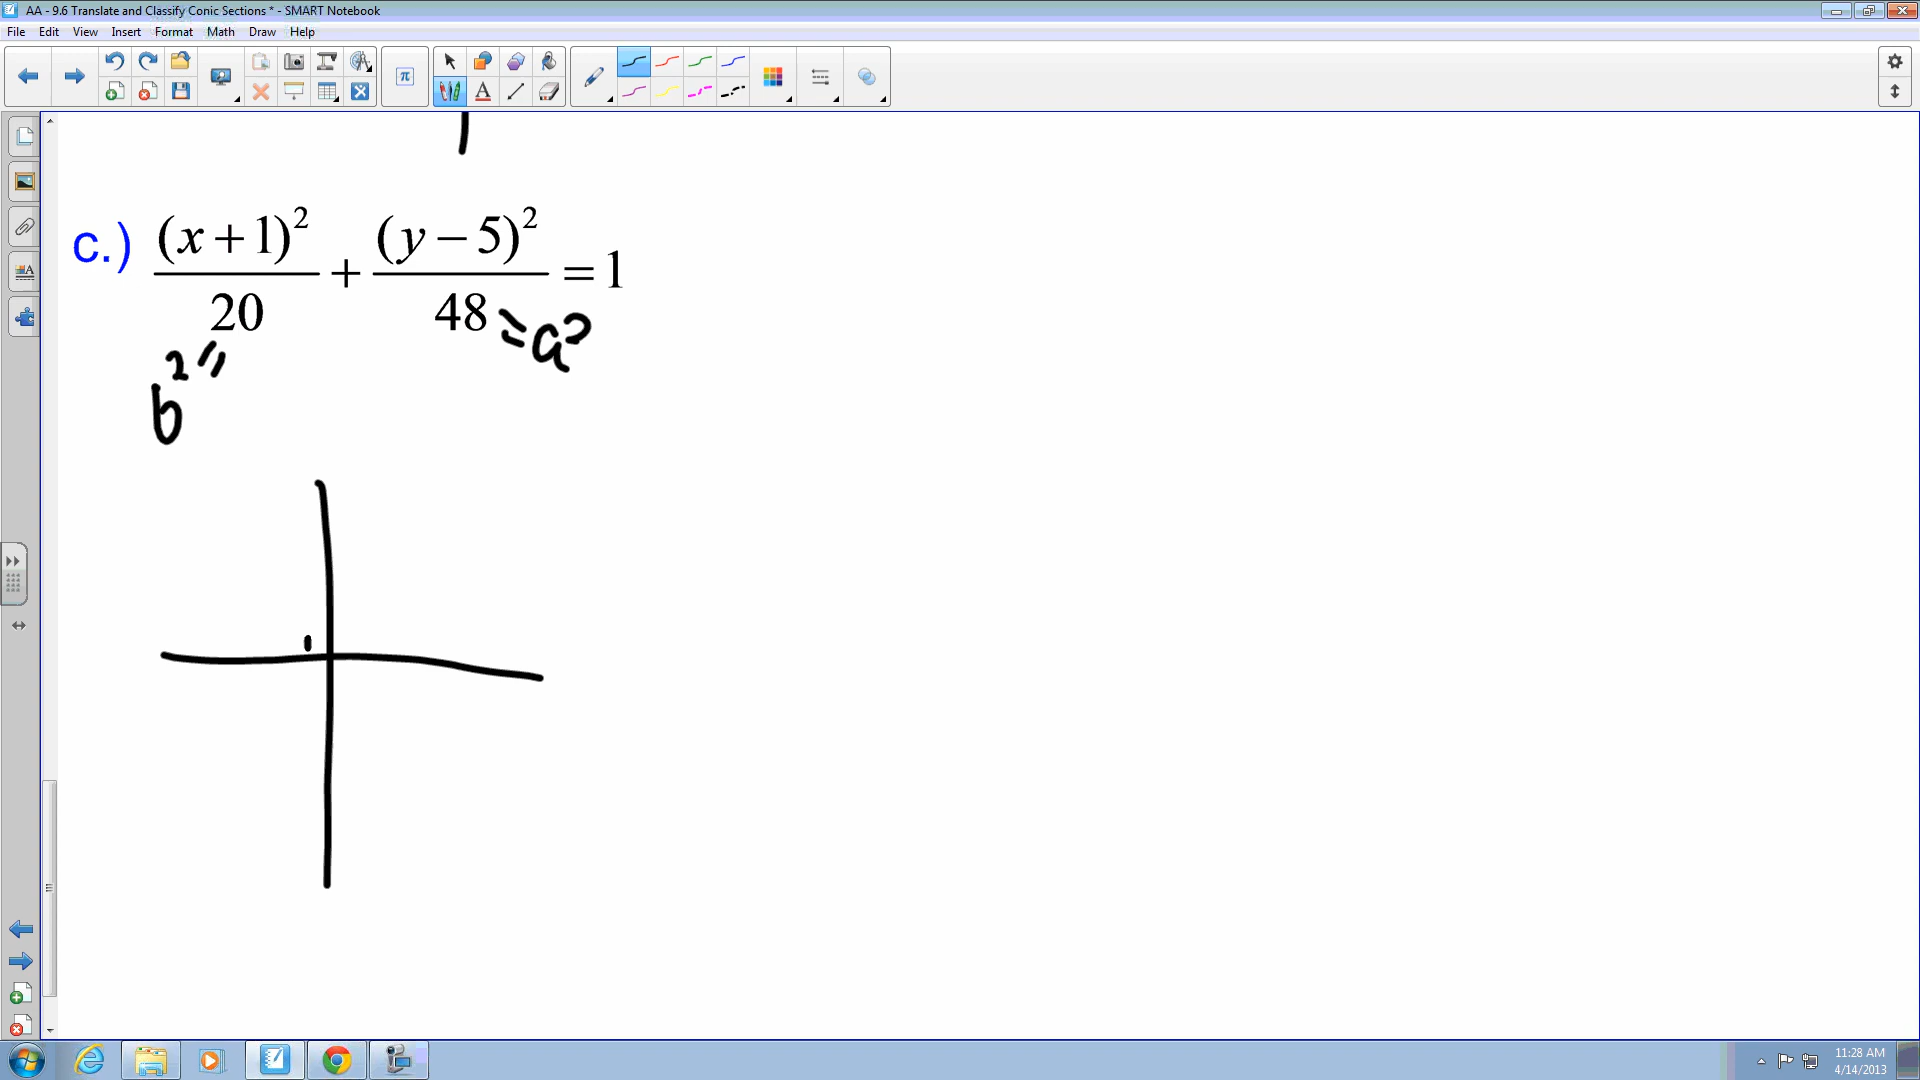 AA - 9.6 Translate and Classify Conic Sections * - SMART Notebook
File Edit View Insert Format Math Draw Help
π
A
c.) (x + 1)² / 20 + (y − 5)² / 48 = 1
= a²
b² =
11:28 AM
4/14/2013